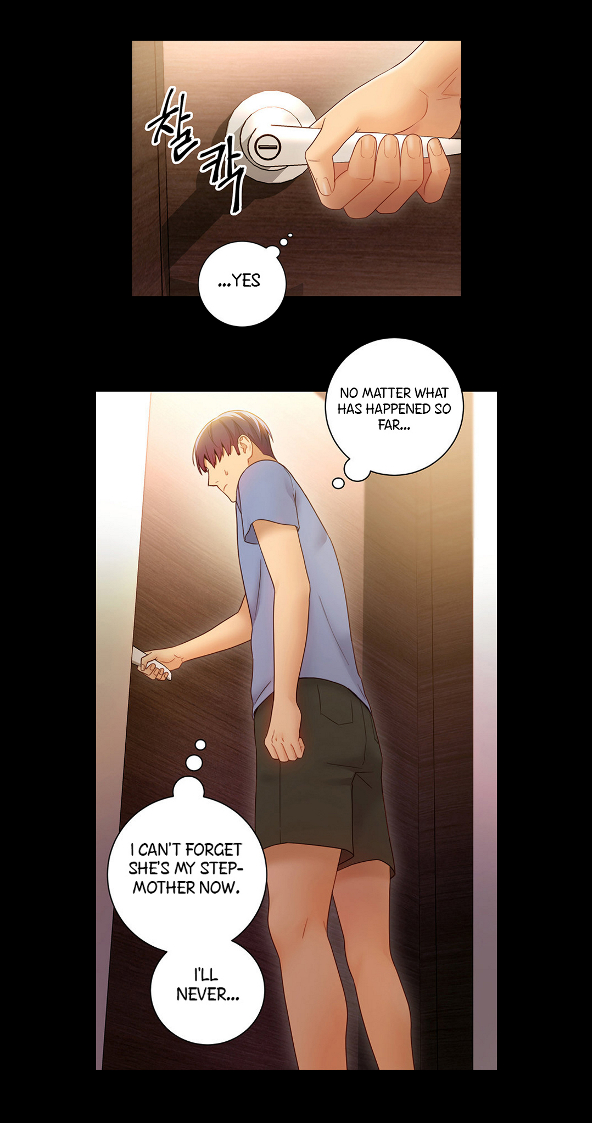 찰칵
...YES
NO MATTER WHAT
HAS HAPPENED SO
FAR...
I CAN'T FORGET
SHE'S MY STEP-
MOTHER NOW.
I'LL
NEVER...